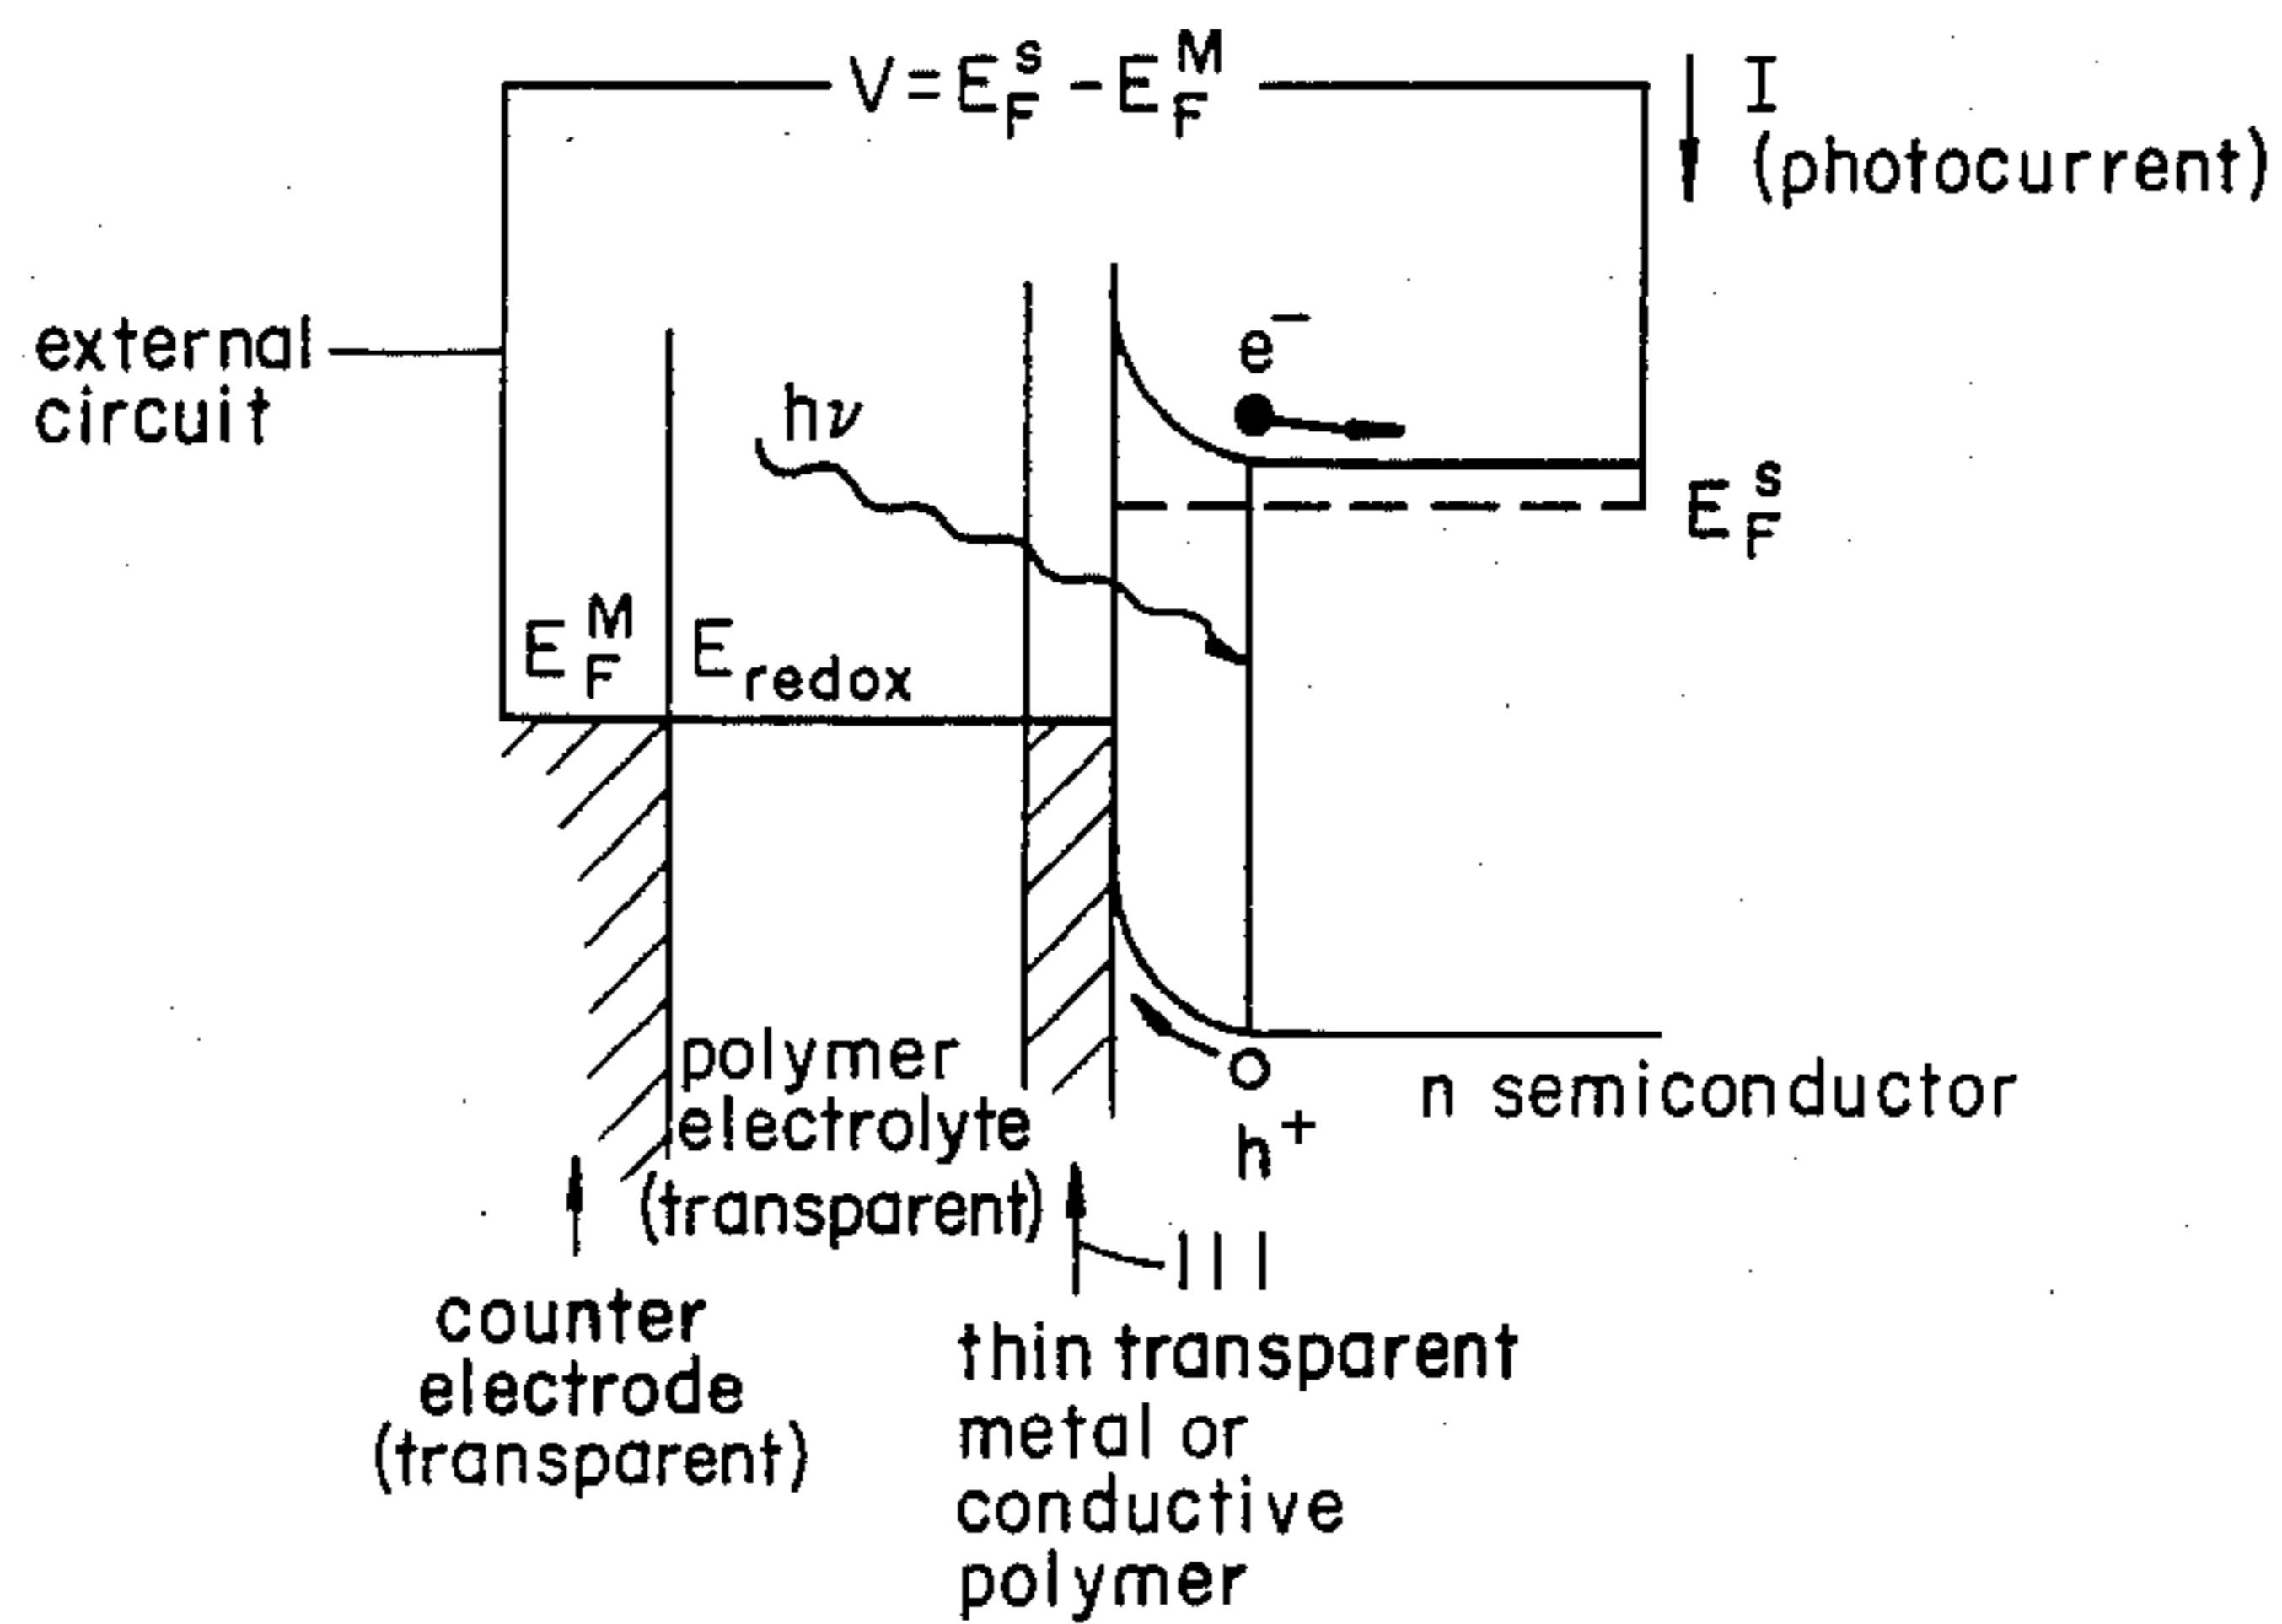 V = E_F^S - E_F^M
I
(photocurrent)
external
circuit
hν
e⁻
E_F^S
E_F^M
E_redox
polymer
electrolyte
(transparent)
n semiconductor
h⁺
111
counter
electrode
(transparent)
thin transparent
metal or
conductive
polymer